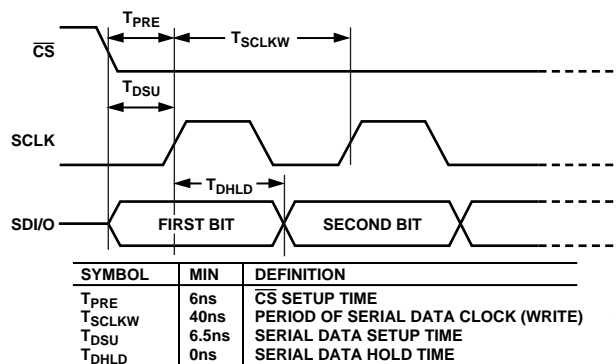 T_PRE
T_SCLKW
CS
T_DSU
SCLK
T_DHLD
SDI/O
FIRST BIT
SECOND BIT
SYMBOL MIN DEFINITION
T_PRE 6ns CS SETUP TIME
T_SCLKW 40ns PERIOD OF SERIAL DATA CLOCK (WRITE)
T_DSU 6.5ns SERIAL DATA SETUP TIME
T_DHLD 0ns SERIAL DATA HOLD TIME